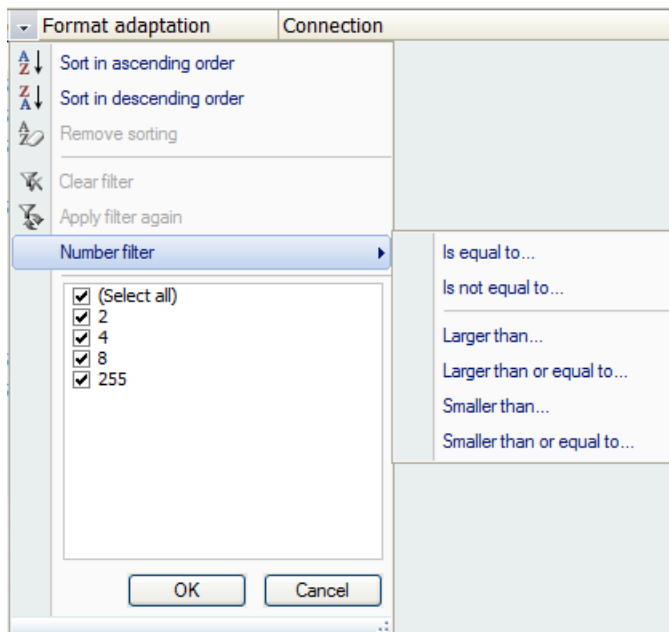 Format adaptation Connection
Sort in ascending order
Sort in descending order
Remove sorting
Clear filter
Apply filter again
Number filter
Is equal to...
Is not equal to...
Larger than...
Larger than or equal to...
Smaller than...
Smaller than or equal to...
(Select all)
2
4
8
255
OK Cancel